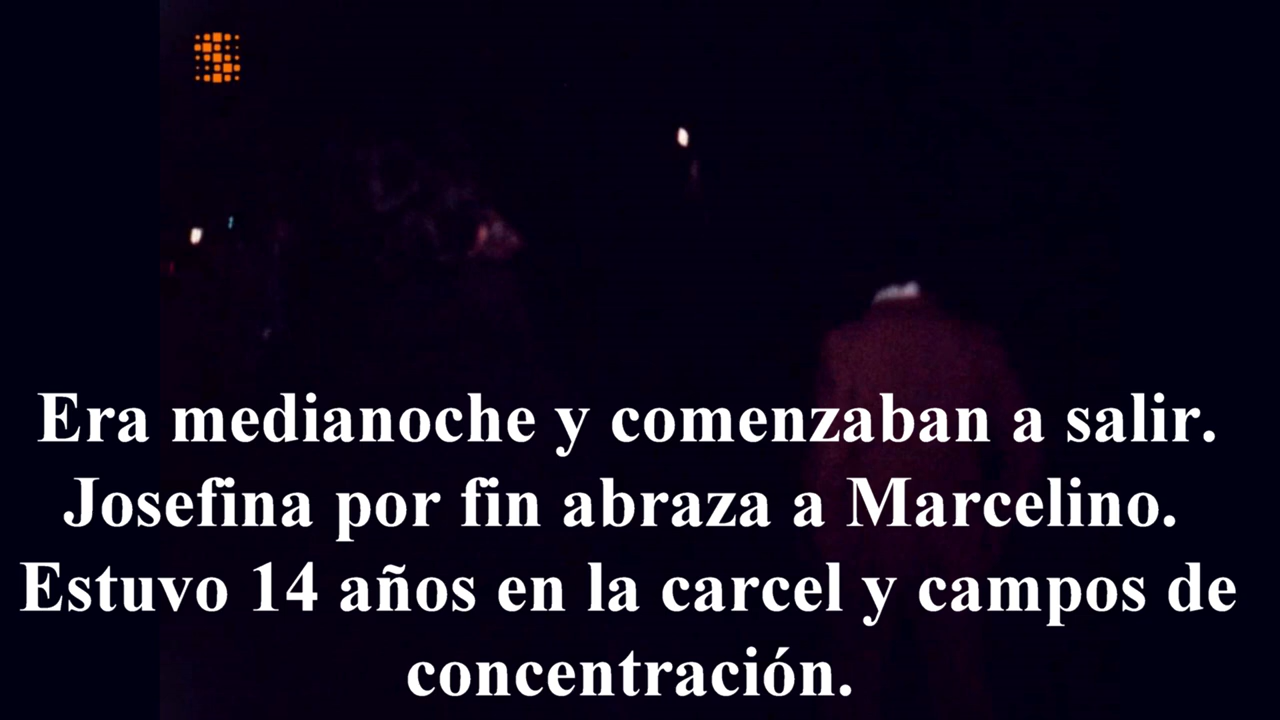 Era medianoche y comenzaban a salir.
Josefina por fin abraza a Marcelino.
Estuvo 14 años en la carcel y campos de
concentración.